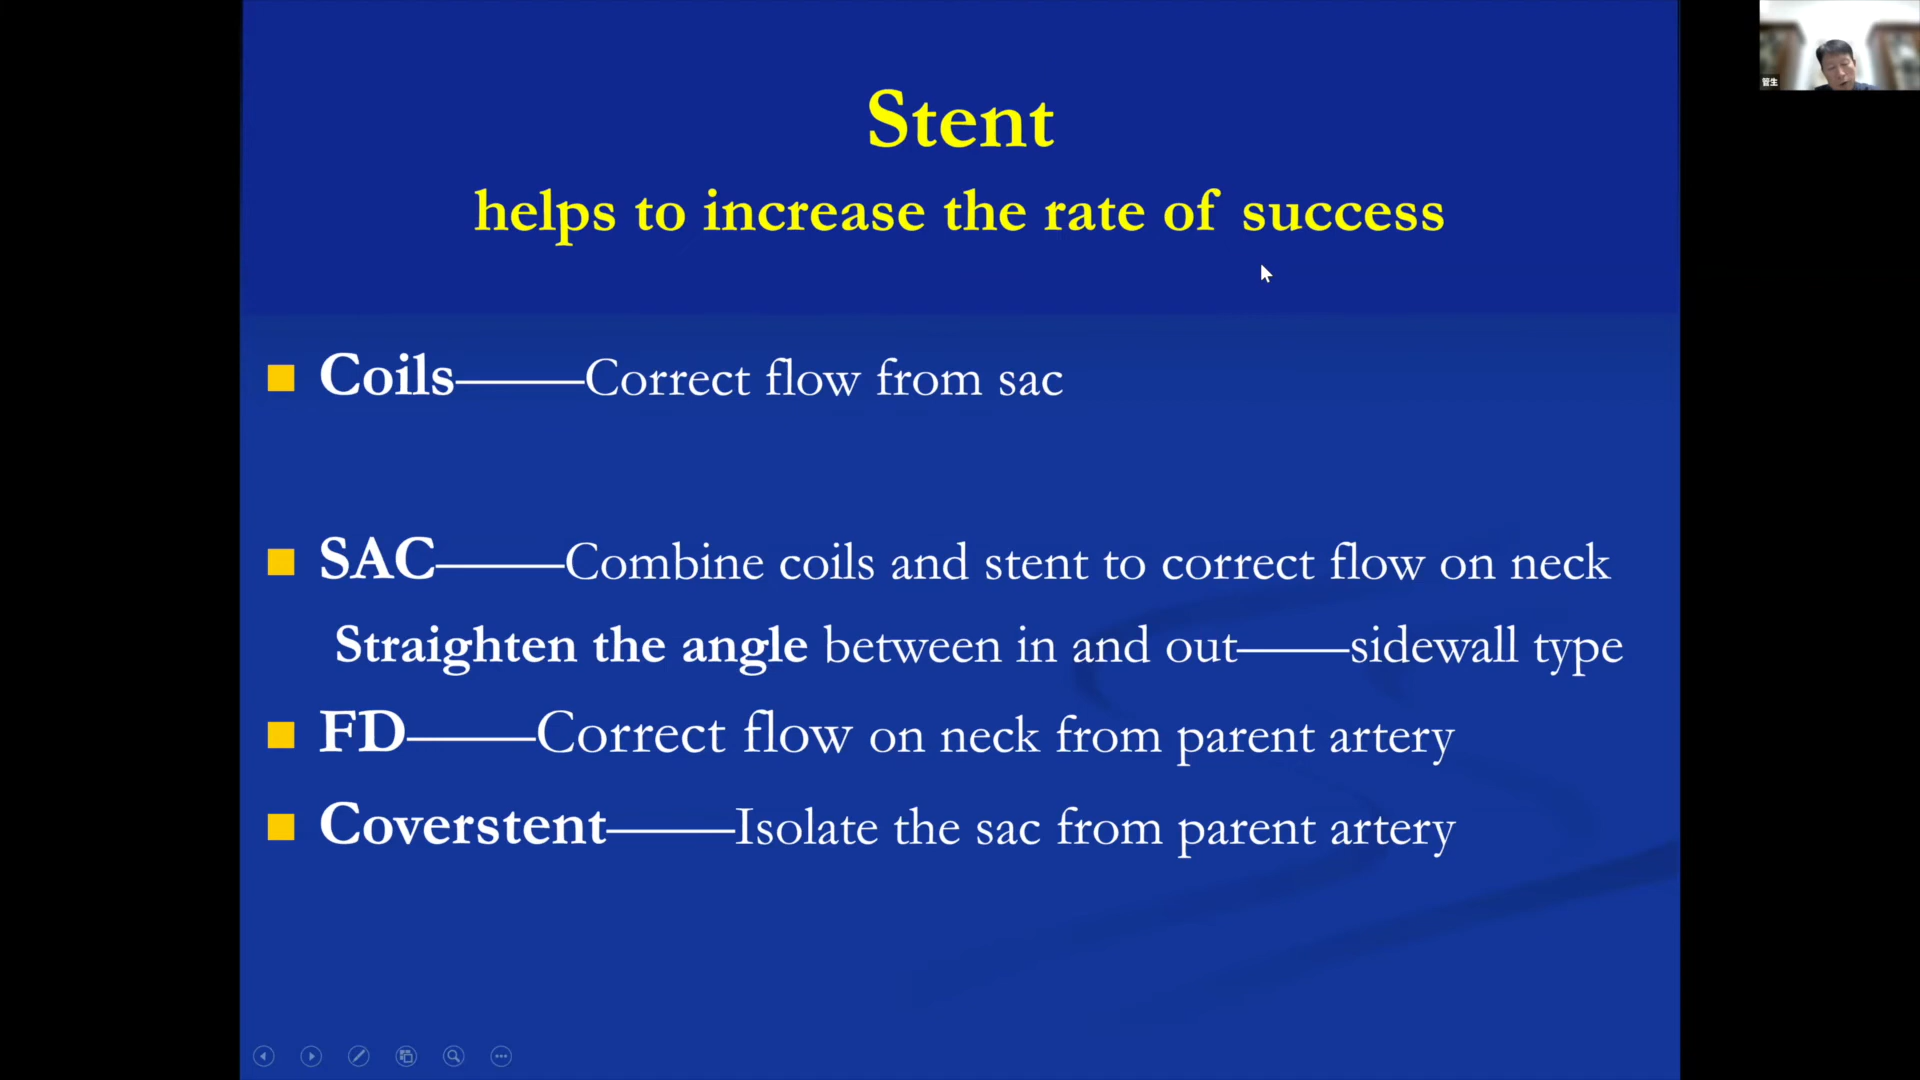 Stent
helps to increase the rate of success
Coils———Correct flow from sac
SAC———Combine coils and stent to correct flow on neck
Straighten the angle between in and out———sidewall type
FD———Correct flow on neck from parent artery
Coverstent———Isolate the sac from parent artery
管生